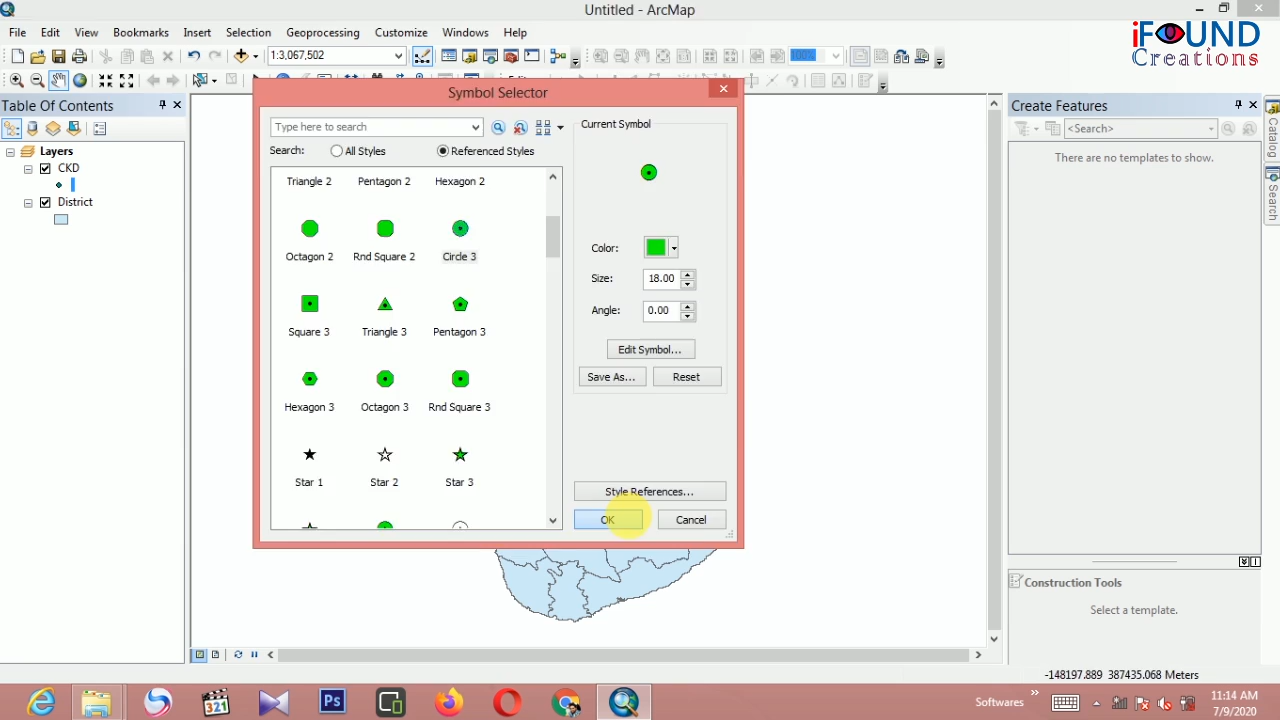 Untitled - ArcMap
File Edit View Bookmarks Insert Selection Geoprocessing Customize Windows Help
iFOUND
Creations
1:3,067,502
100%
Table Of Contents
Layers
CKD
District
Symbol Selector
Type here to search
Search: All Styles Referenced Styles
Triangle 2 Pentagon 2 Hexagon 2
Octagon 2 Rnd Square 2 Circle 3
Square 3 Triangle 3 Pentagon 3
Hexagon 3 Octagon 3 Rnd Square 3
Star 1 Star 2 Star 3
Current Symbol
Color:
Size: 18.00
Angle: 0.00
Edit Symbol...
Save As... Reset
Style References...
OK Cancel
Create Features
<Search>
There are no templates to show.
Construction Tools
Select a template.
Catalog
Search
-148197.889 387435.068 Meters
321
Ps
Softwares
11:14 AM
7/9/2020